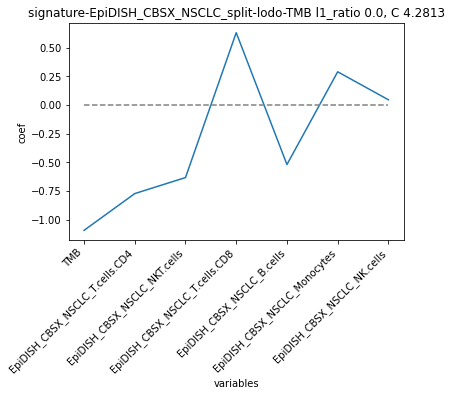 signature-EpiDISH_CBSX_NSCLC_split-lodo-TMB l1_ratio 0.0, C 4.2813
0.50
0.25
0.00
−0.25
−0.50
−0.75
−1.00
coef
TMB
EpiDISH_CBSX_NSCLC_T.cells.CD4
EpiDISH_CBSX_NSCLC_NKT.cells
EpiDISH_CBSX_NSCLC_T.cells.CD8
EpiDISH_CBSX_NSCLC_B.cells
EpiDISH_CBSX_NSCLC_Monocytes
EpiDISH_CBSX_NSCLC_NK.cells
variables